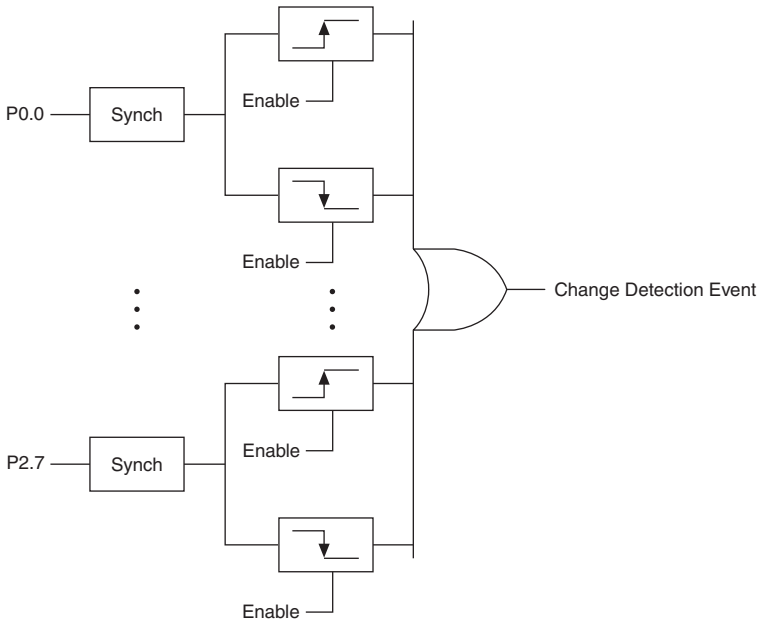 Enable
P0.0
Synch
Enable
Change Detection Event
Enable
P2.7
Synch
Enable